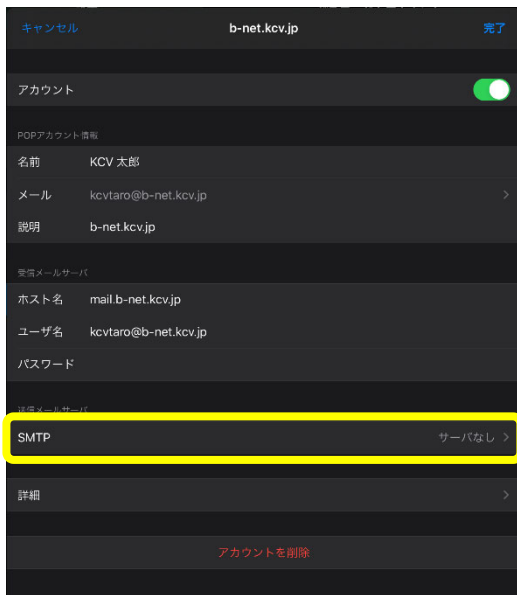 キャンセル b-net.kcv.jp 完了
アカウント
POPアカウント情報
名前 KCV 太郎
メール kcvtaro@b-net.kcv.jp
説明 b-net.kcv.jp
受信メールサーバ
ホスト名 mail.b-net.kcv.jp
ユーザ名 kcvtaro@b-net.kcv.jp
パスワード
送信メールサーバ
SMTP サーバなし
詳細
アカウントを削除